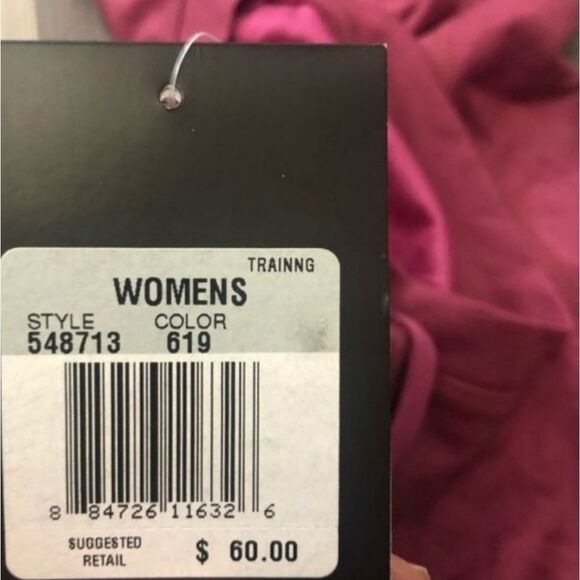 TRAINNG
WOMENS
STYLE COLOR
548713 619
8 84726 11632 6
SUGGESTED
RETAIL $ 60.00